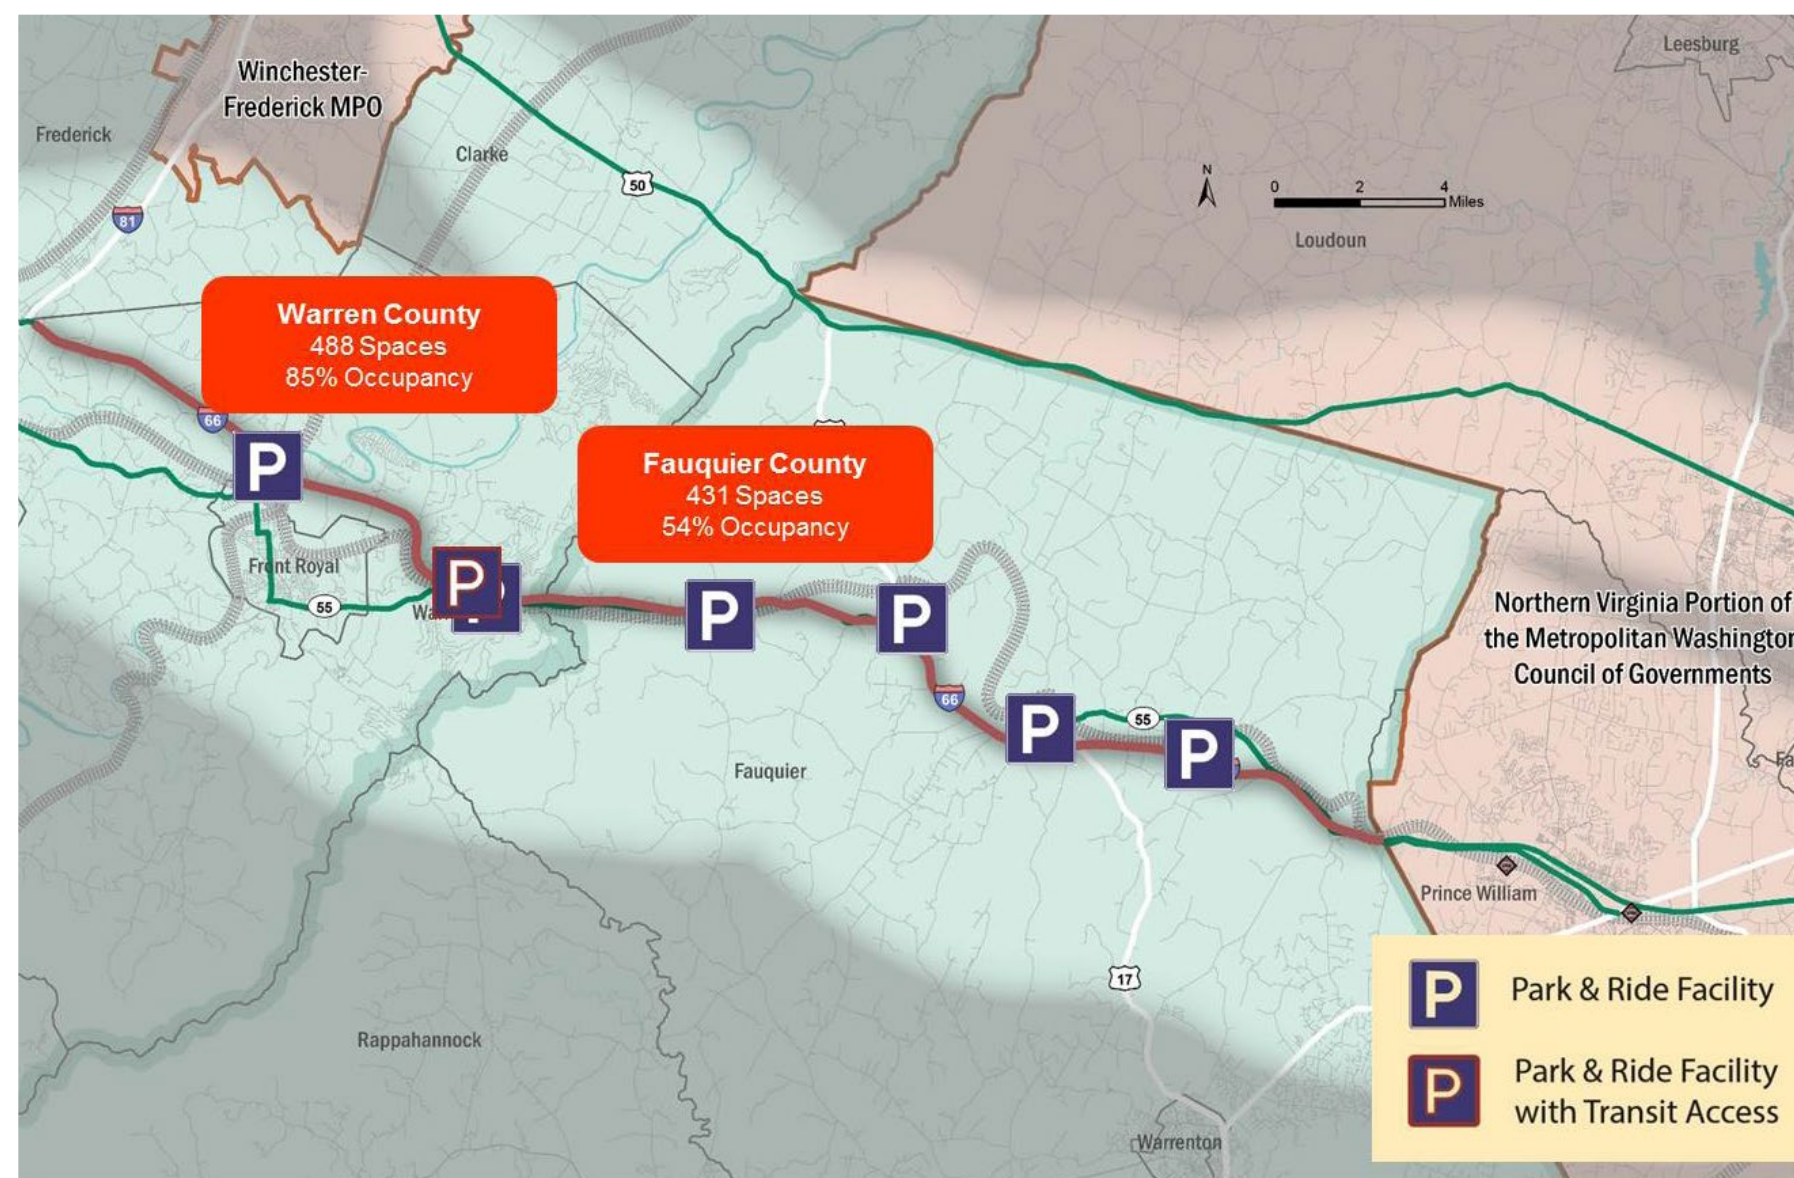 Leesburg
Winchester-
Frederick MPO
Frederick
Clarke
50
N
0 2 4
Miles
81
Loudoun
Warren County
488 Spaces
85% Occupancy
66
P
Fauquier County
431 Spaces
54% Occupancy
Front Royal
55
P
P
P
Northern Virginia Portion of
the Metropolitan Washington
Council of Governments
66
P
55
P
Fauquier
Prince William
17
Rappahannock
Warrenton
P Park & Ride Facility
P Park & Ride Facility
with Transit Access